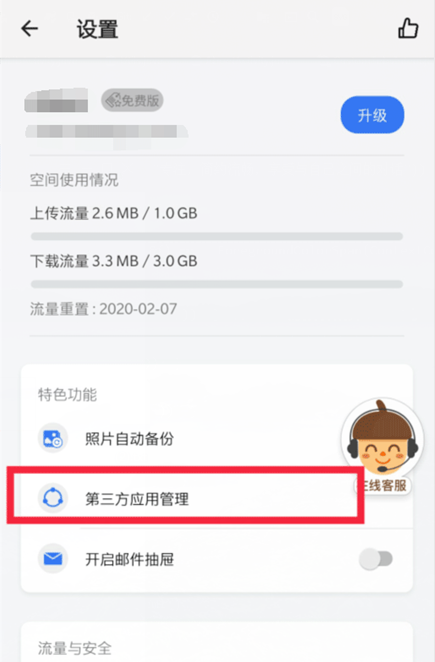 设置
免费版
升级
空间使用情况
上传流量 2.6 MB / 1.0 GB
下载流量 3.3 MB / 3.0 GB
流量重置 : 2020-02-07
特色功能
照片自动备份
在线客服
第三方应用管理
开启邮件抽屉
流量与安全